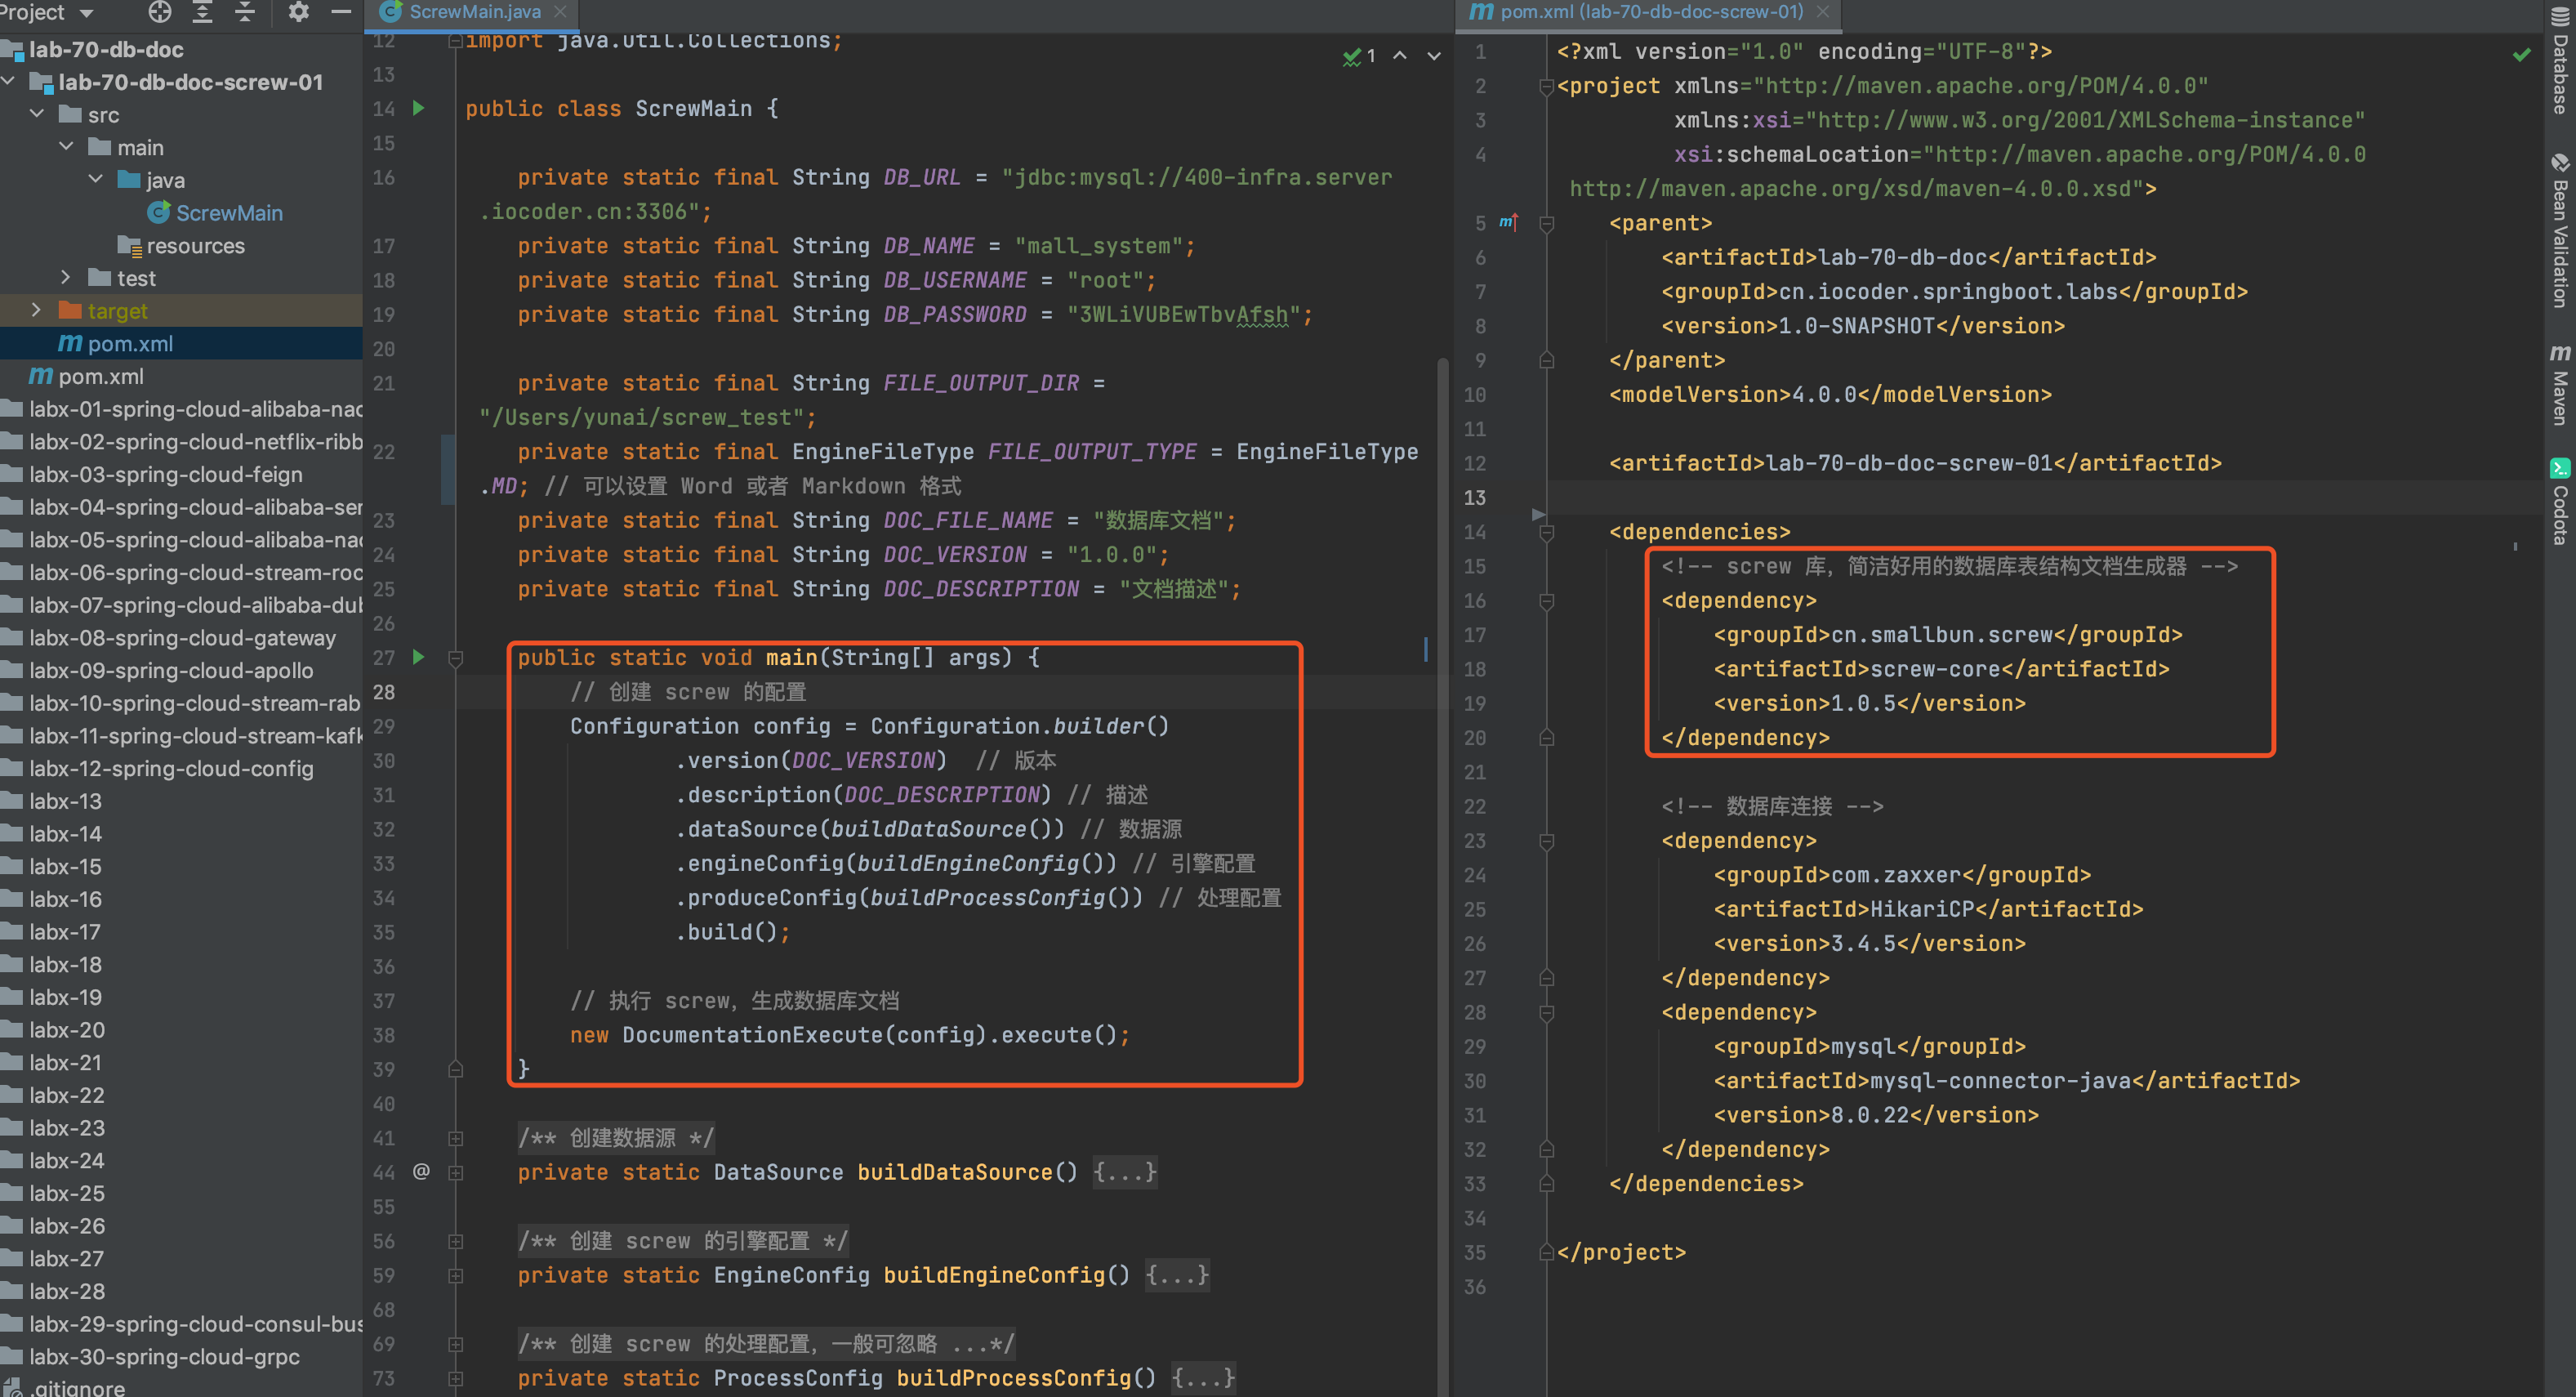 Project
lab-70-db-doc
lab-70-db-doc-screw-01
src
main
java
ScrewMain
resources
test
target
pom.xml
pom.xml
labx-01-spring-cloud-alibaba-nac
labx-02-spring-cloud-netflix-ribb
labx-03-spring-cloud-feign
labx-04-spring-cloud-alibaba-ser
labx-05-spring-cloud-alibaba-nac
labx-06-spring-cloud-stream-roc
labx-07-spring-cloud-alibaba-dub
labx-08-spring-cloud-gateway
labx-09-spring-cloud-apollo
labx-10-spring-cloud-stream-rab
labx-11-spring-cloud-stream-kafk
labx-12-spring-cloud-config
labx-13
labx-14
labx-15
labx-16
labx-17
labx-18
labx-19
labx-20
labx-21
labx-22
labx-23
labx-24
labx-25
labx-26
labx-27
labx-28
labx-29-spring-cloud-consul-bus
labx-30-spring-cloud-grpc
.gitignore
ScrewMain.java
1
12 import java.util.Collections;
13
14 public class ScrewMain {
15
16 private static final String DB_URL = "jdbc:mysql://400-infra.server
.iocoder.cn:3306";
17 private static final String DB_NAME = "mall_system";
18 private static final String DB_USERNAME = "root";
19 private static final String DB_PASSWORD = "3WLiVUBEwTbvAfsh";
20
21 private static final String FILE_OUTPUT_DIR =
"/Users/yunai/screw_test";
22 private static final EngineFileType FILE_OUTPUT_TYPE = EngineFileType
.MD; // 可以设置 Word 或者 Markdown 格式
23 private static final String DOC_FILE_NAME = "数据库文档";
24 private static final String DOC_VERSION = "1.0.0";
25 private static final String DOC_DESCRIPTION = "文档描述";
26
27 public static void main(String[] args) {
28 // 创建 screw 的配置
29 Configuration config = Configuration.builder()
30 .version(DOC_VERSION) // 版本
31 .description(DOC_DESCRIPTION) // 描述
32 .dataSource(buildDataSource()) // 数据源
33 .engineConfig(buildEngineConfig()) // 引擎配置
34 .produceConfig(buildProcessConfig()) // 处理配置
35 .build();
36
37 // 执行 screw，生成数据库文档
38 new DocumentationExecute(config).execute();
39 }
40
41 /** 创建数据源 */
44 @ private static DataSource buildDataSource() {...}
55
56 /** 创建 screw 的引擎配置 */
59 private static EngineConfig buildEngineConfig() {...}
68
69 /** 创建 screw 的处理配置，一般可忽略 ...*/
73 private static ProcessConfig buildProcessConfig() {...}
pom.xml (lab-70-db-doc-screw-01)
1 <?xml version="1.0" encoding="UTF-8"?>
2 <project xmlns="http://maven.apache.org/POM/4.0.0"
3 xmlns:xsi="http://www.w3.org/2001/XMLSchema-instance"
4 xsi:schemaLocation="http://maven.apache.org/POM/4.0.0
http://maven.apache.org/xsd/maven-4.0.0.xsd">
5 <parent>
6 <artifactId>lab-70-db-doc</artifactId>
7 <groupId>cn.iocoder.springboot.labs</groupId>
8 <version>1.0-SNAPSHOT</version>
9 </parent>
10 <modelVersion>4.0.0</modelVersion>
11
12 <artifactId>lab-70-db-doc-screw-01</artifactId>
13
14 <dependencies>
15 <!-- screw 库，简洁好用的数据库表结构文档生成器 -->
16 <dependency>
17 <groupId>cn.smallbun.screw</groupId>
18 <artifactId>screw-core</artifactId>
19 <version>1.0.5</version>
20 </dependency>
21
22 <!-- 数据库连接 -->
23 <dependency>
24 <groupId>com.zaxxer</groupId>
25 <artifactId>HikariCP</artifactId>
26 <version>3.4.5</version>
27 </dependency>
28 <dependency>
29 <groupId>mysql</groupId>
30 <artifactId>mysql-connector-java</artifactId>
31 <version>8.0.22</version>
32 </dependency>
33 </dependencies>
34
35 </project>
36
Database
Bean Validation
Maven
Codota